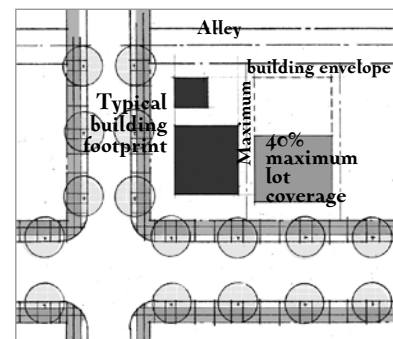 Alley
building envelope
Typical
building
footprint
Maximum
40%
maximum
lot
coverage